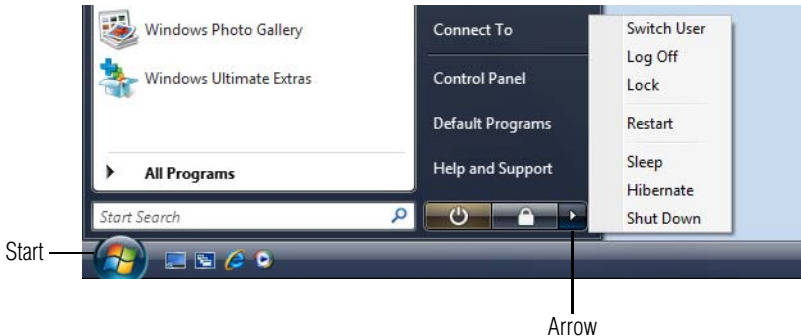 Windows Photo Gallery
Windows Ultimate Extras
All Programs
Start Search
Connect To
Control Panel
Default Programs
Help and Support
Switch User
Log Off
Lock
Restart
Sleep
Hibernate
Shut Down
Start
Arrow